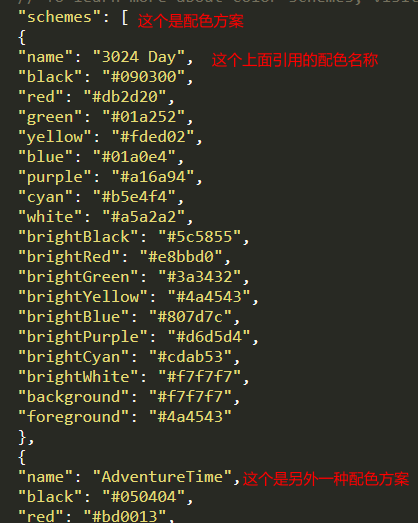 // To learn more about color schemes, visit
"schemes": [ 这个是配色方案
{
"name": "3024 Day", 这个上面引用的配色名称
"black": "#090300",
"red": "#db2d20",
"green": "#01a252",
"yellow": "#fded02",
"blue": "#01a0e4",
"purple": "#a16a94",
"cyan": "#b5e4f4",
"white": "#a5a2a2",
"brightBlack": "#5c5855",
"brightRed": "#e8bbd0",
"brightGreen": "#3a3432",
"brightYellow": "#4a4543",
"brightBlue": "#807d7c",
"brightPurple": "#d6d5d4",
"brightCyan": "#cdab53",
"brightWhite": "#f7f7f7",
"background": "#f7f7f7",
"foreground": "#4a4543"
},
{
"name": "AdventureTime", 这个是另外一种配色方案
"black": "#050404",
"red": "#bd0013",